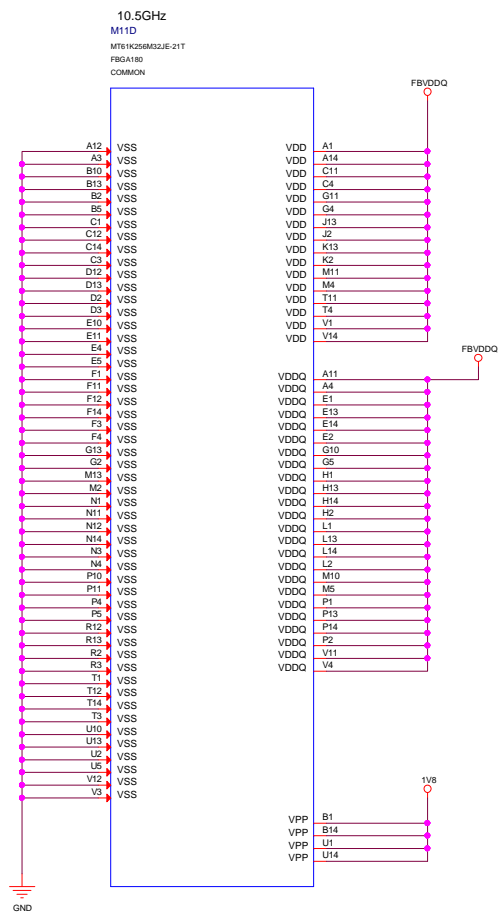 10.5GHz
M11D
MT61K256M32JE-21T
FBGA180
COMMON
FBVDDQ
A12 VSS VDD A1
A3 VSS VDD A14
B10 VSS VDD C11
B13 VSS VDD C4
B2 VSS VDD G11
B5 VSS VDD G4
C1 VSS VDD J13
C12 VSS VDD J2
C14 VSS VDD K13
C3 VSS VDD K2
D12 VSS VDD M11
D13 VSS VDD M4
D2 VSS VDD T11
D3 VSS VDD T4
E10 VSS VDD V1
E11 VSS VDD V14
E4 VSS
FBVDDQ
E5 VSS
F1 VSS VDDQ A11
F11 VSS VDDQ A4
F12 VSS VDDQ E1
F14 VSS VDDQ E13
F3 VSS VDDQ E14
F4 VSS VDDQ E2
G13 VSS VDDQ G10
G2 VSS VDDQ G5
M13 VSS VDDQ H1
M2 VSS VDDQ H13
N1 VSS VDDQ H14
N11 VSS VDDQ H2
N12 VSS VDDQ L1
N14 VSS VDDQ L13
N3 VSS VDDQ L14
N4 VSS VDDQ L2
P10 VSS VDDQ M10
P11 VSS VDDQ M5
P4 VSS VDDQ P1
P5 VSS VDDQ P13
R12 VSS VDDQ P14
R13 VSS VDDQ P2
R2 VSS VDDQ V11
R3 VSS VDDQ V4
T1 VSS
T12 VSS
T14 VSS
T3 VSS
U10 VSS
U13 VSS
U2 VSS
U5 VSS
V12 VSS
V3 VSS
1V8
VPP B1
VPP B14
VPP U1
VPP U14
GND